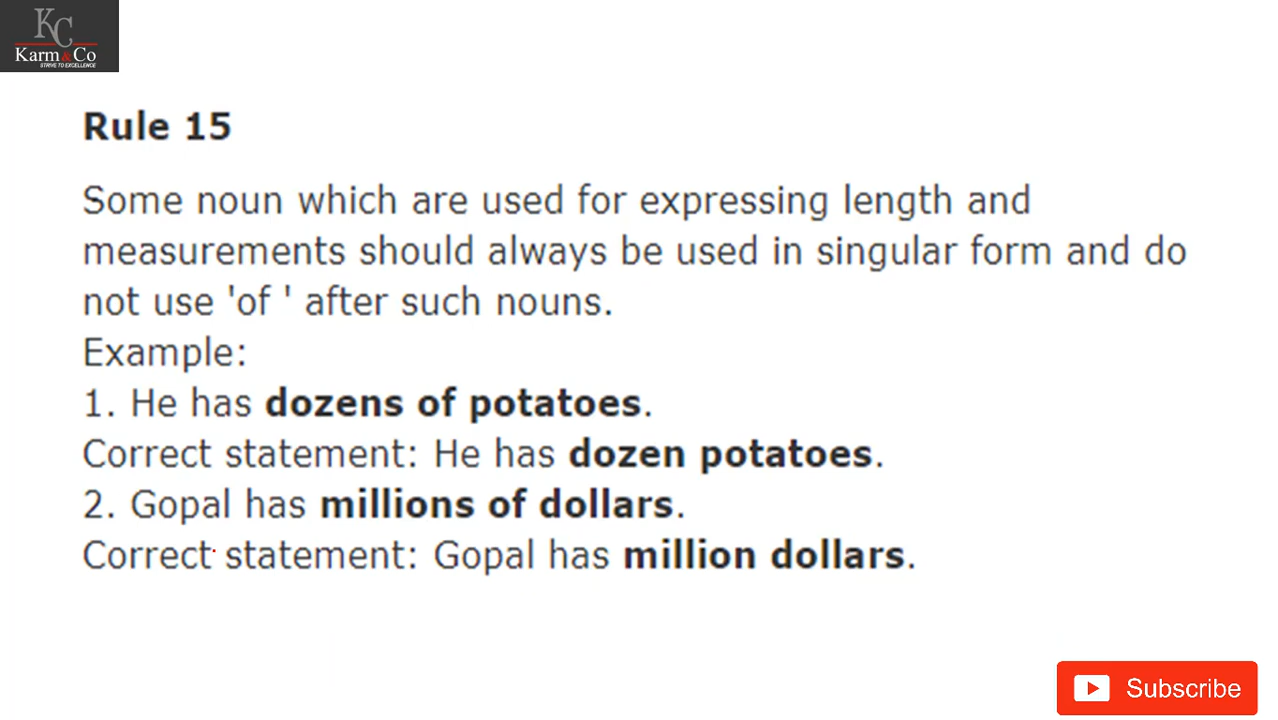 KC
Karm&Co
STRIVE TO EXCELLENCE
Rule 15
Some noun which are used for expressing length and
measurements should always be used in singular form and do
not use 'of ' after such nouns.
Example:
1. He has dozens of potatoes.
Correct statement: He has dozen potatoes.
2. Gopal has millions of dollars.
Correct statement: Gopal has million dollars.
Subscribe